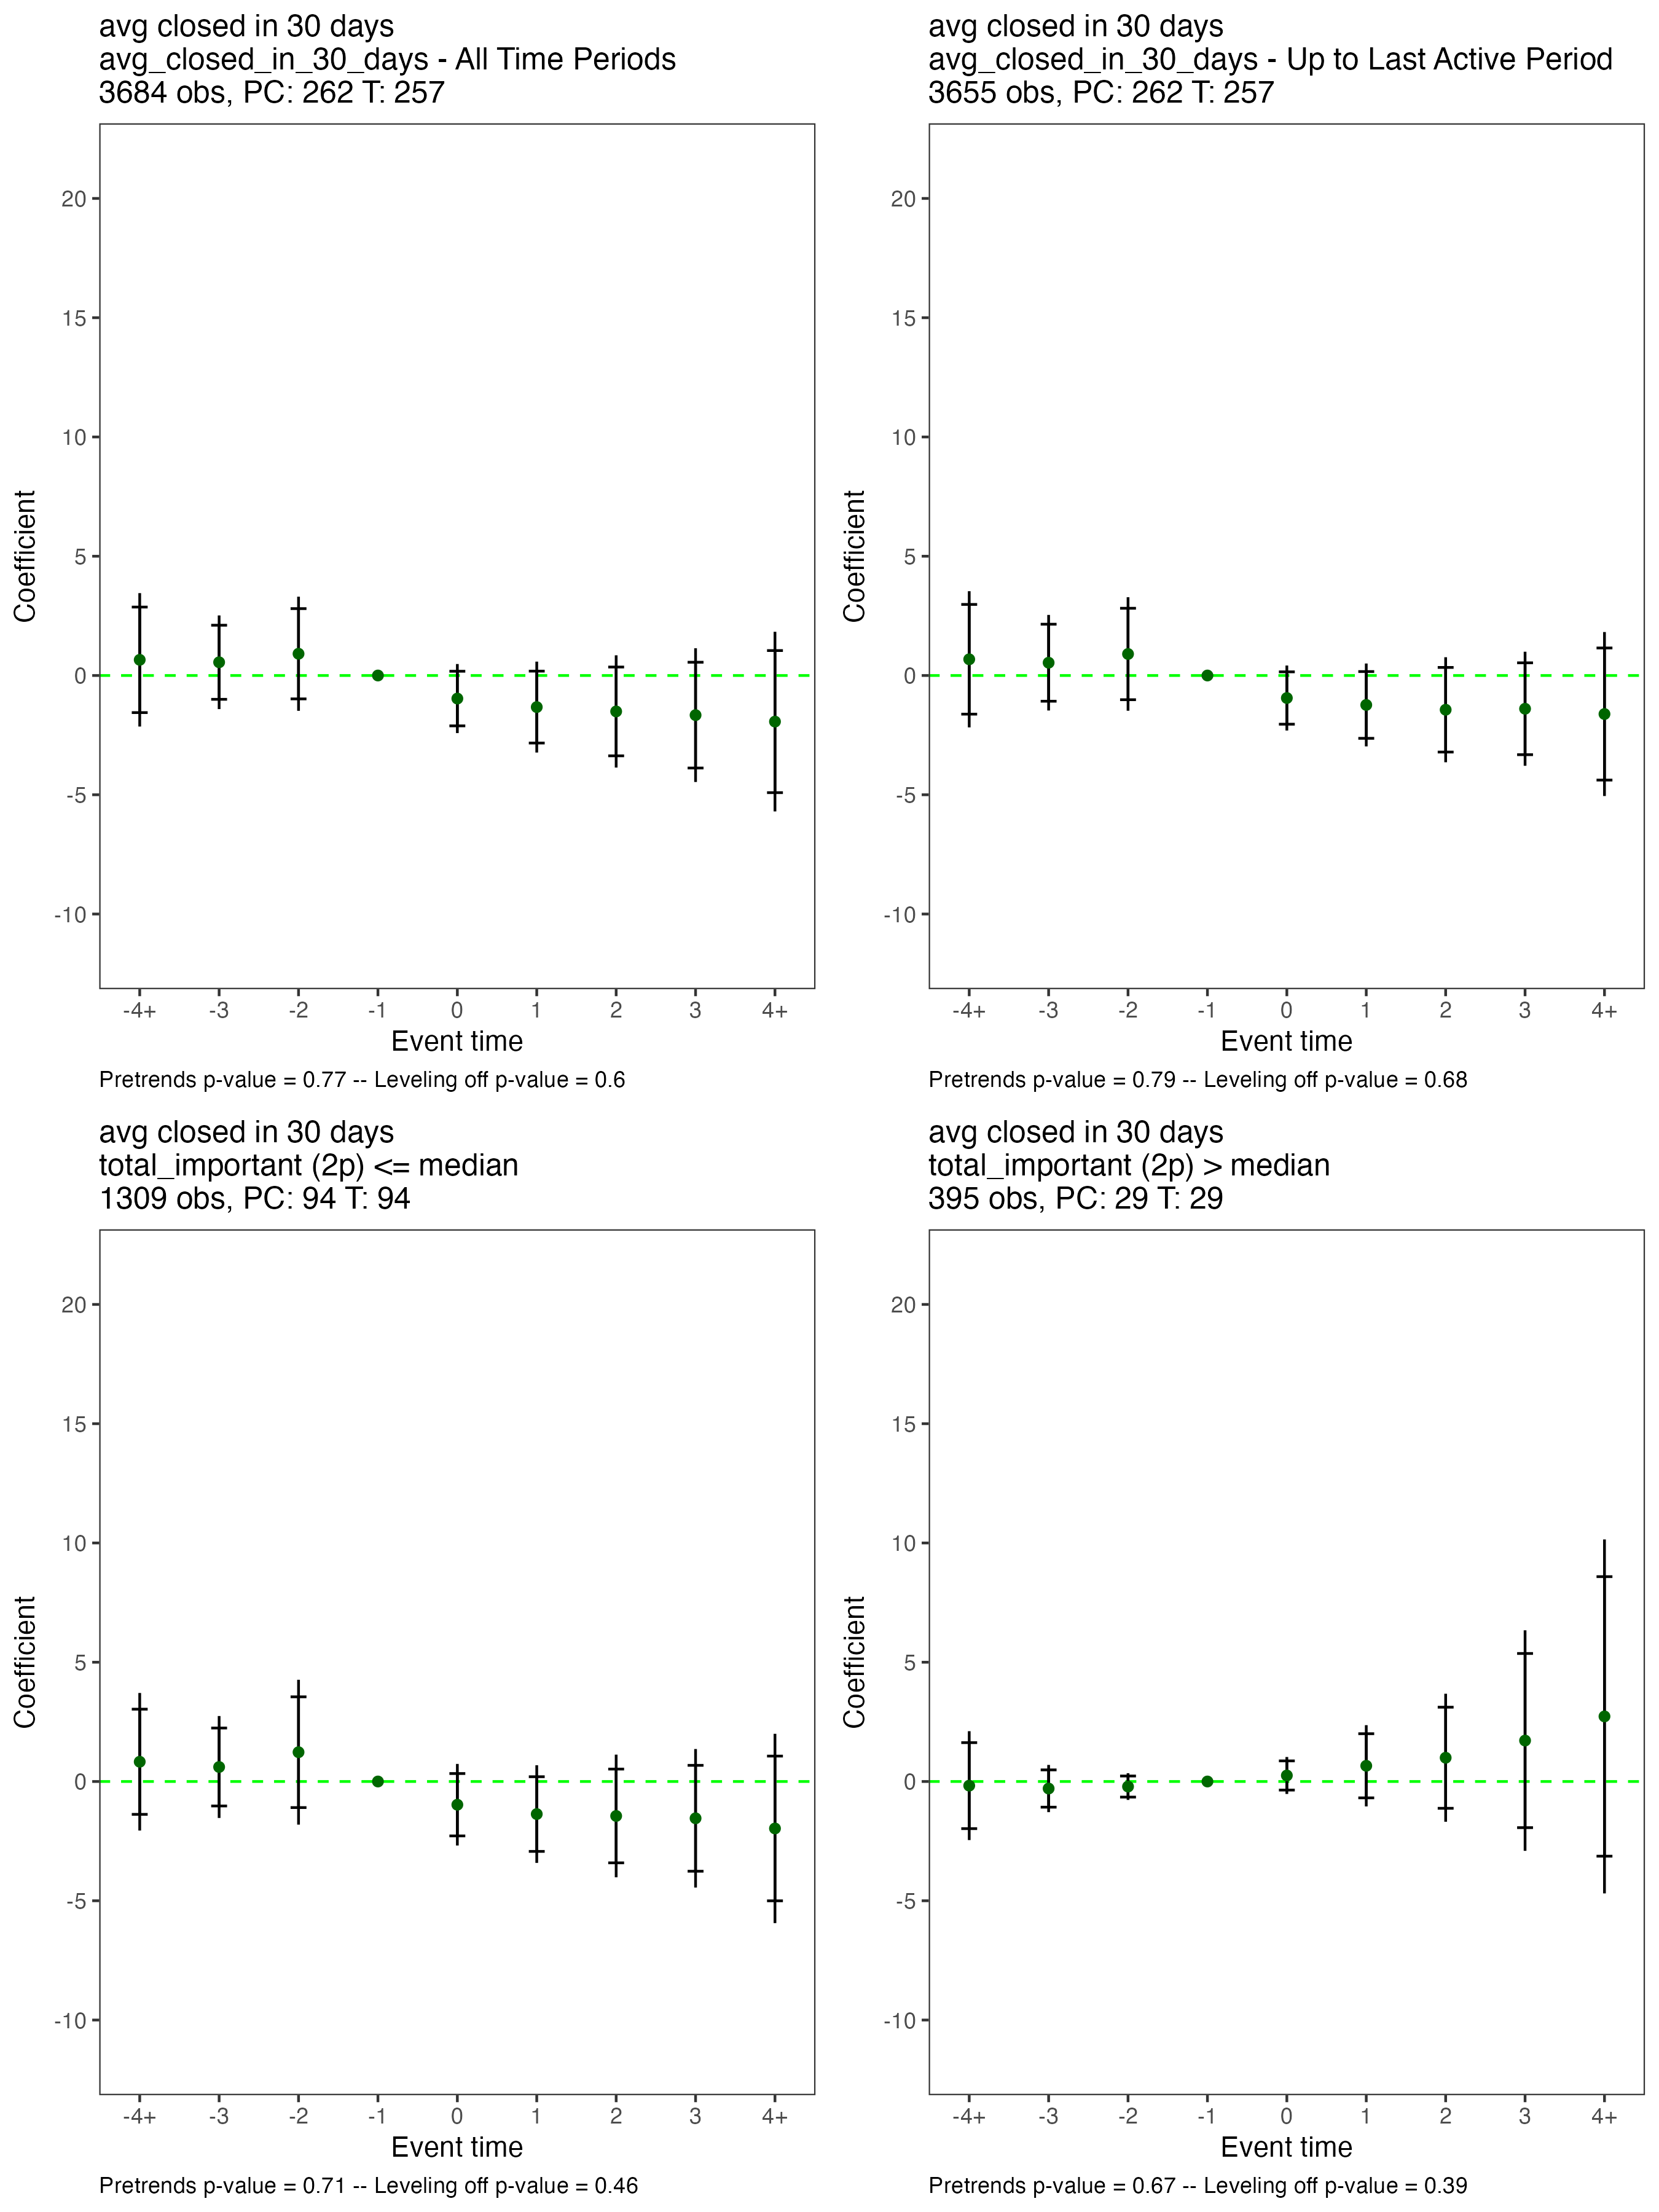 avg closed in 30 days
avg_closed_in_30_days - All Time Periods
3684 obs, PC: 262 T: 257
20
15
10
5
0
-5
-10
Coefficient
-4+ -3 -2 -1 0 1 2 3 4+
Event time
Pretrends p-value = 0.77 -- Leveling off p-value = 0.6
avg closed in 30 days
avg_closed_in_30_days - Up to Last Active Period
3655 obs, PC: 262 T: 257
20
15
10
5
0
-5
-10
Coefficient
-4+ -3 -2 -1 0 1 2 3 4+
Event time
Pretrends p-value = 0.79 -- Leveling off p-value = 0.68
avg closed in 30 days
total_important (2p) <= median
1309 obs, PC: 94 T: 94
20
15
10
5
0
-5
-10
Coefficient
-4+ -3 -2 -1 0 1 2 3 4+
Event time
Pretrends p-value = 0.71 -- Leveling off p-value = 0.46
avg closed in 30 days
total_important (2p) > median
395 obs, PC: 29 T: 29
20
15
10
5
0
-5
-10
Coefficient
-4+ -3 -2 -1 0 1 2 3 4+
Event time
Pretrends p-value = 0.67 -- Leveling off p-value = 0.39